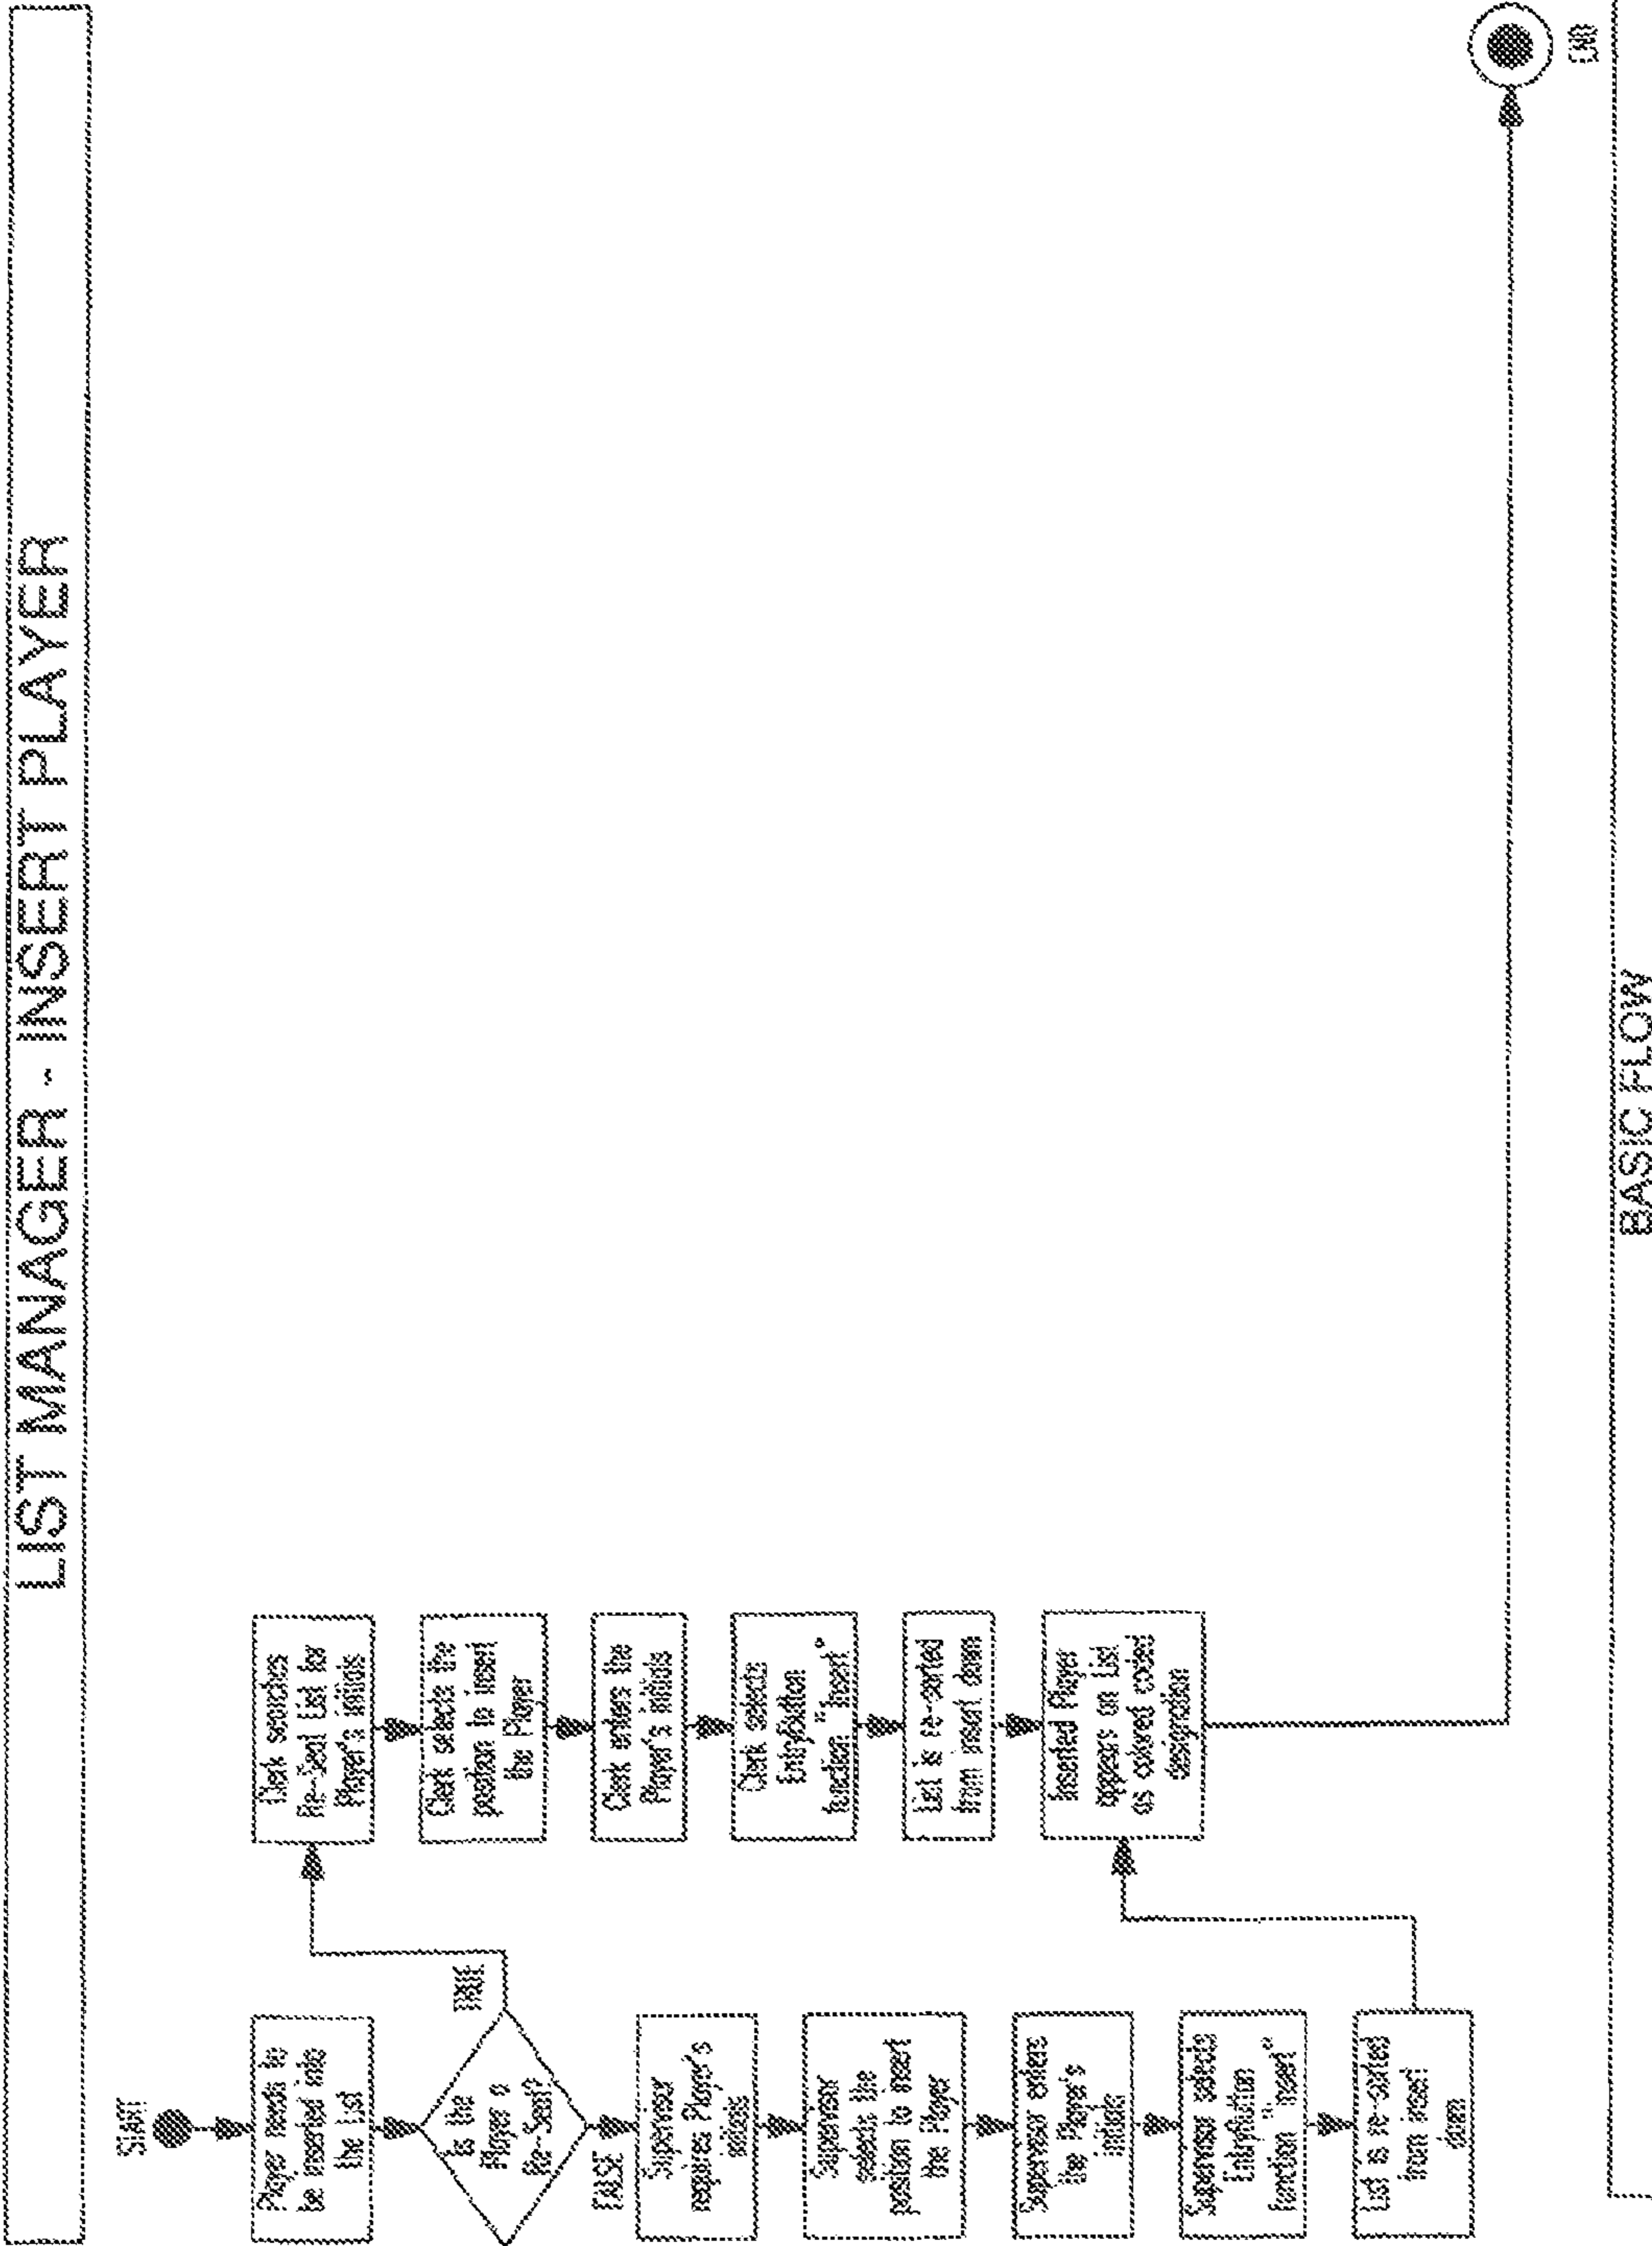 LIST MANAGER - INSERT PLAYER
START
Player needs to
be inserted into
the List
Is the
Player a
Re-Seat?
TRUE
FALSE
Supervisor
requires Player's
initials
Supervisor
selects the
position to insert
the Player
Supervisor enters
the Player's
initials
Supervisor selects
Entry/Button
function "Insert"
List is re-sorted
from insert
down
Clerk searches
Re-Seat List for
Player's initials
Clerk selects the
position to insert
the Player
Clerk enters the
Player's initials
Clerk selects
Entry/Button
function "Insert"
List is re-sorted
from insert down
Inserted Player
appears on List
as colored coded
designation
END
BASIC FLOW